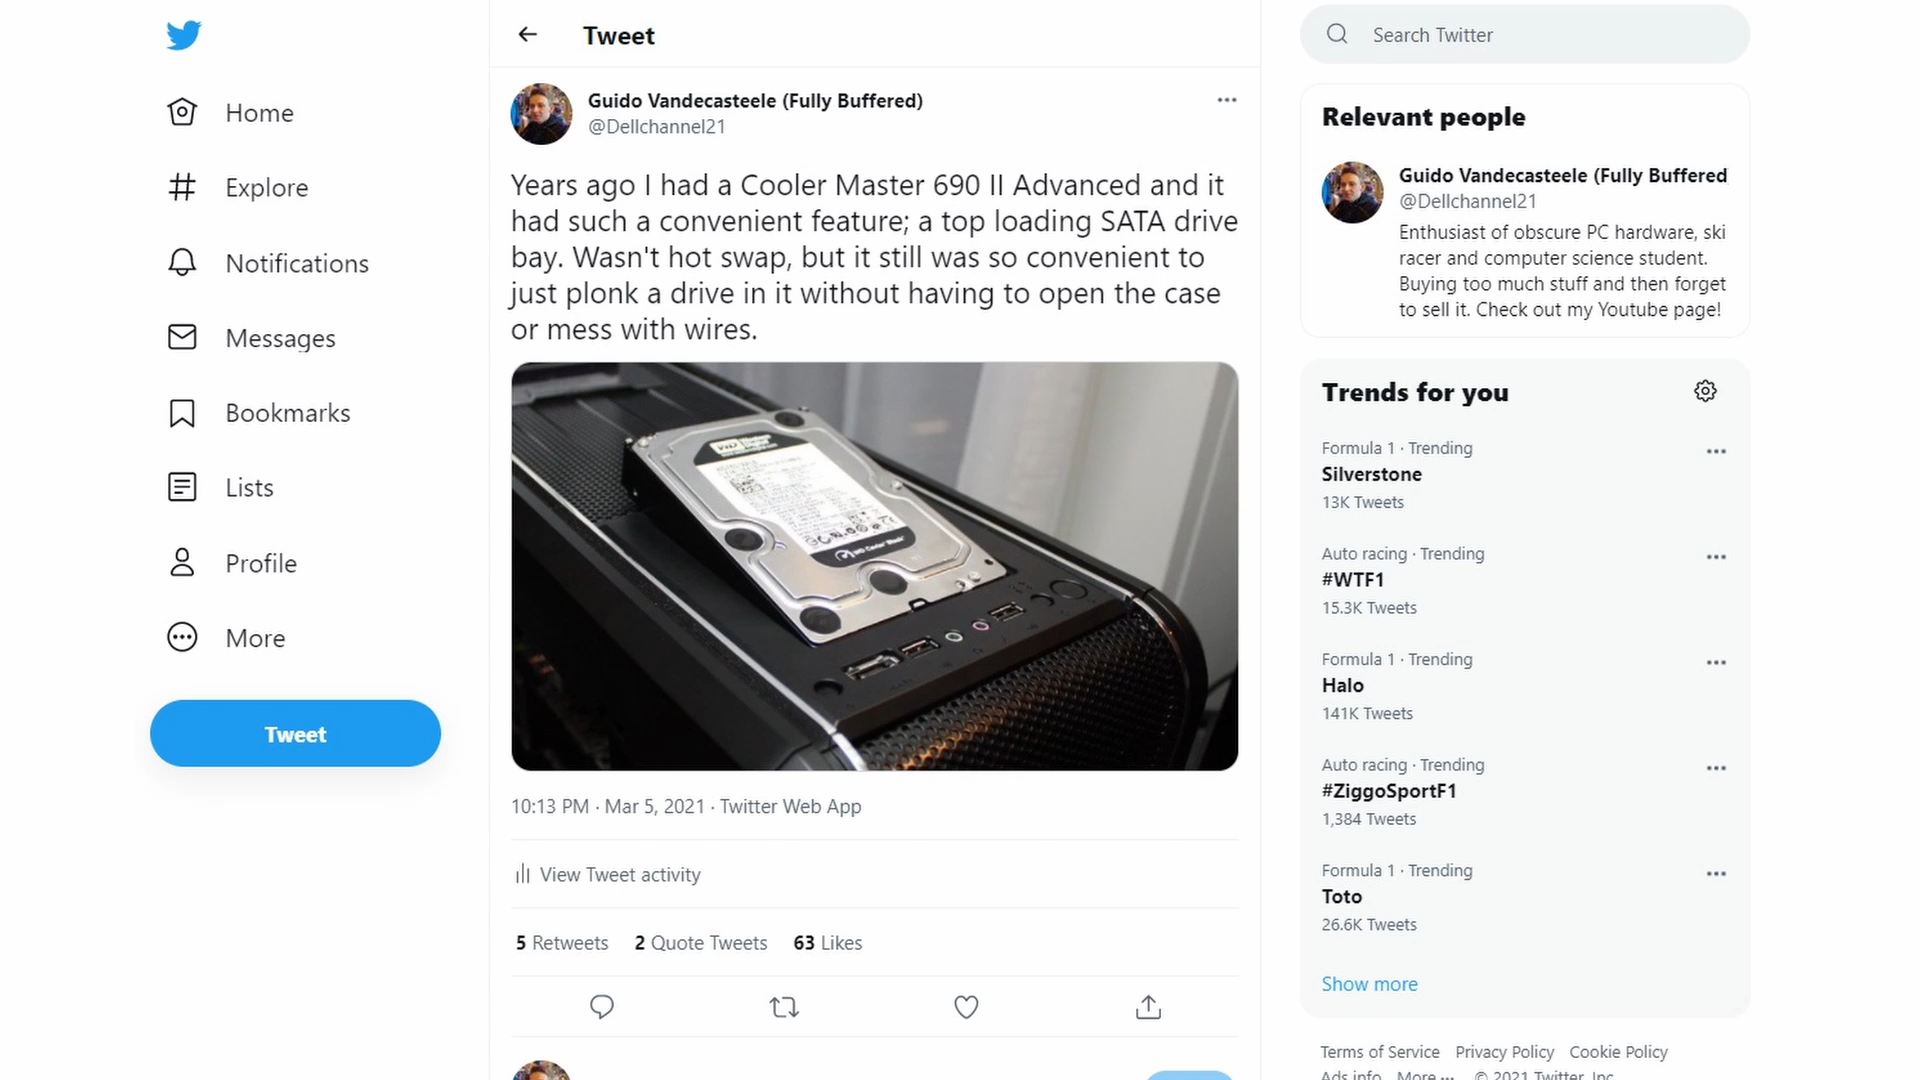 Home
Explore
Notifications
Messages
Bookmarks
Lists
Profile
More
Tweet
Tweet
Guido Vandecasteele (Fully Buffered)
@Dellchannel21
Years ago I had a Cooler Master 690 II Advanced and it
had such a convenient feature; a top loading SATA drive
bay. Wasn't hot swap, but it still was so convenient to
just plonk a drive in it without having to open the case
or mess with wires.
10:13 PM · Mar 5, 2021 · Twitter Web App
View Tweet activity
5 Retweets 2 Quote Tweets 63 Likes
Search Twitter
Relevant people
Guido Vandecasteele (Fully Buffered
@Dellchannel21
Enthusiast of obscure PC hardware, ski
racer and computer science student.
Buying too much stuff and then forget
to sell it. Check out my Youtube page!
Trends for you
Formula 1 · Trending
Silverstone
13K Tweets
Auto racing · Trending
#WTF1
15.3K Tweets
Formula 1 · Trending
Halo
141K Tweets
Auto racing · Trending
#ZiggoSportF1
1,384 Tweets
Formula 1 · Trending
Toto
26.6K Tweets
Show more
Terms of Service Privacy Policy Cookie Policy
Ads info More ··· © 2021 Twitter, Inc.